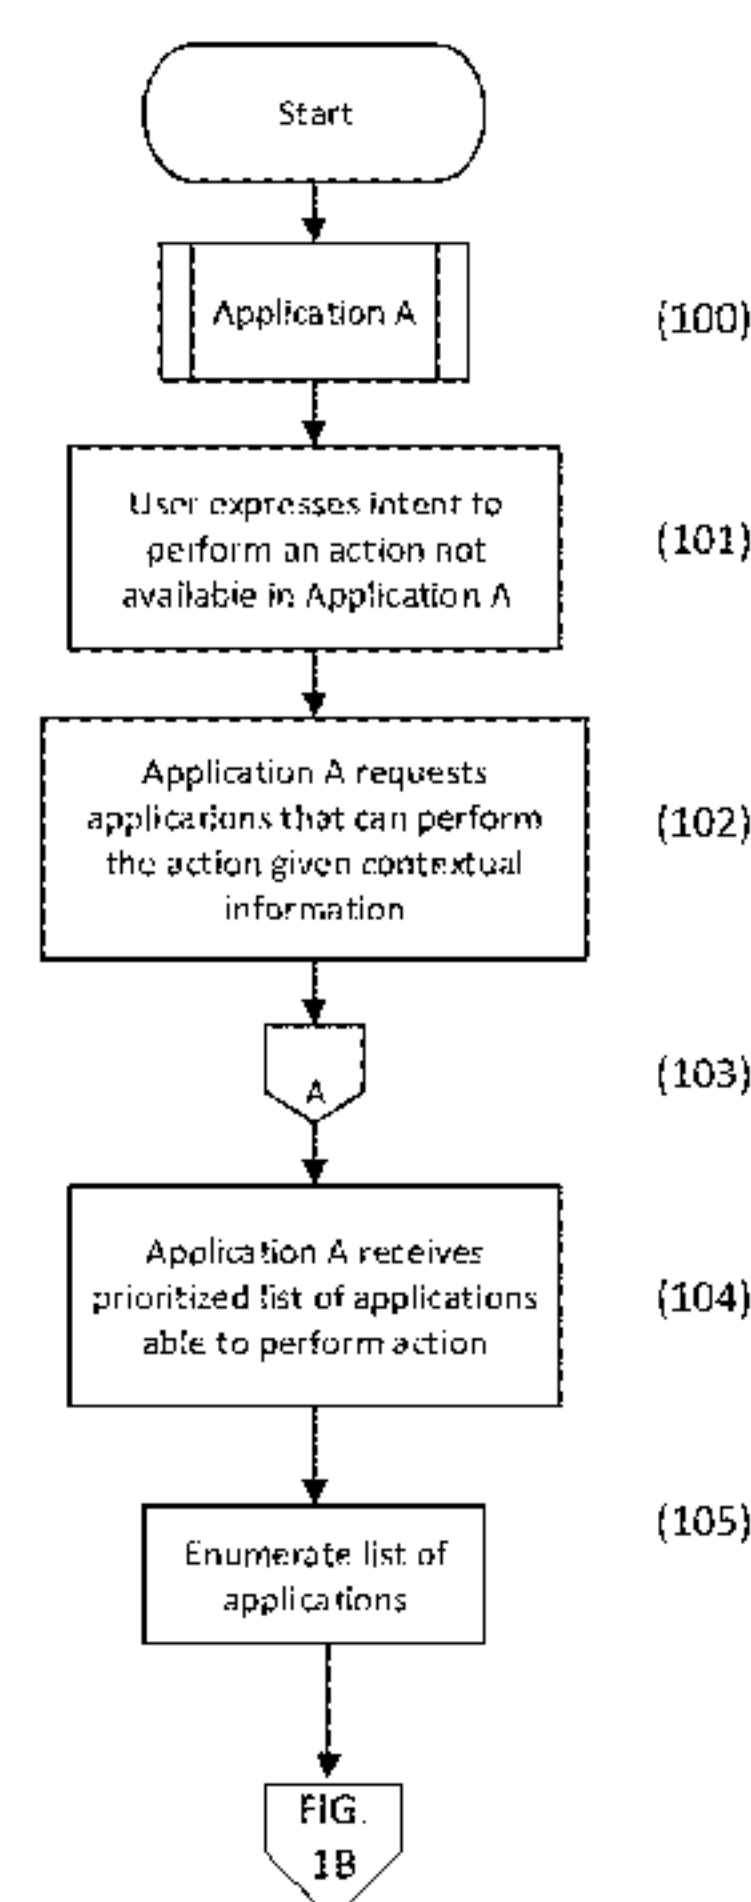 Start
Application A
(100)
User expresses intent to
perform an action not
available in Application A
(101)
Application A requests
applications that can perform
the action given contextual
information
(102)
A
(103)
Application A receives
prioritized list of applications
able to perform action
(104)
Enumerate list of
applications
(105)
FIG.
1B